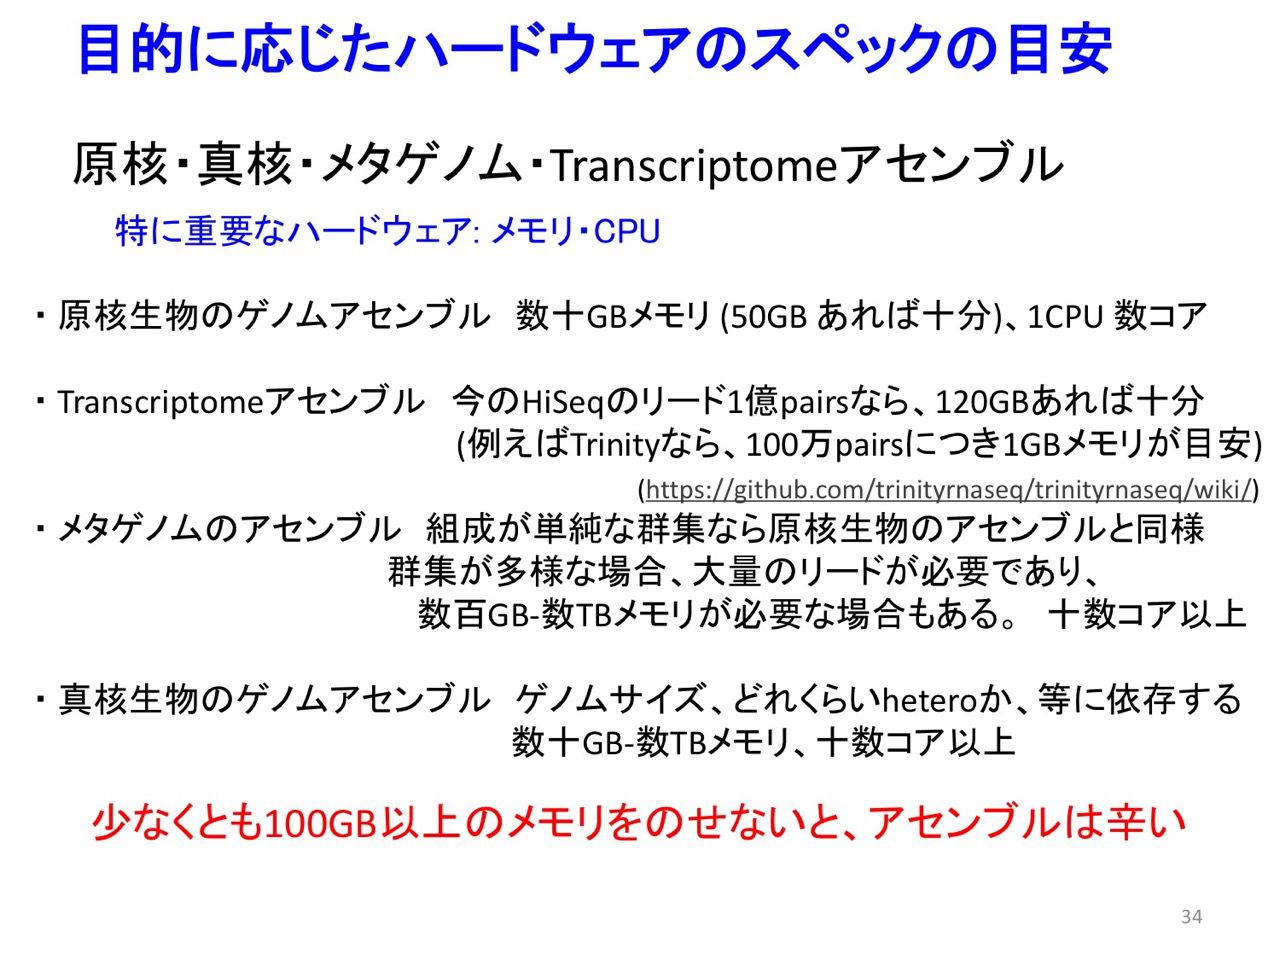 目的に応じたハードウェアのスペックの目安
原核・真核・メタゲノム・Transcriptomeアセンブル
特に重要なハードウェア: メモリ・CPU
・原核生物のゲノムアセンブル　数十GBメモリ (50GB あれば十分)、1CPU 数コア
・Transcriptomeアセンブル　今のHiSeqのリード1億pairsなら、120GBあれば十分
(例えばTrinityなら、100万pairsにつき1GBメモリが目安)
(https://github.com/trinityrnaseq/trinityrnaseq/wiki/)
・メタゲノムのアセンブル　組成が単純な群集なら原核生物のアセンブルと同様
群集が多様な場合、大量のリードが必要であり、
数百GB-数TBメモリが必要な場合もある。　十数コア以上
・真核生物のゲノムアセンブル　ゲノムサイズ、どれくらいheteroか、等に依存する
数十GB-数TBメモリ、十数コア以上
少なくとも100GB以上のメモリをのせないと、アセンブルは辛い
34